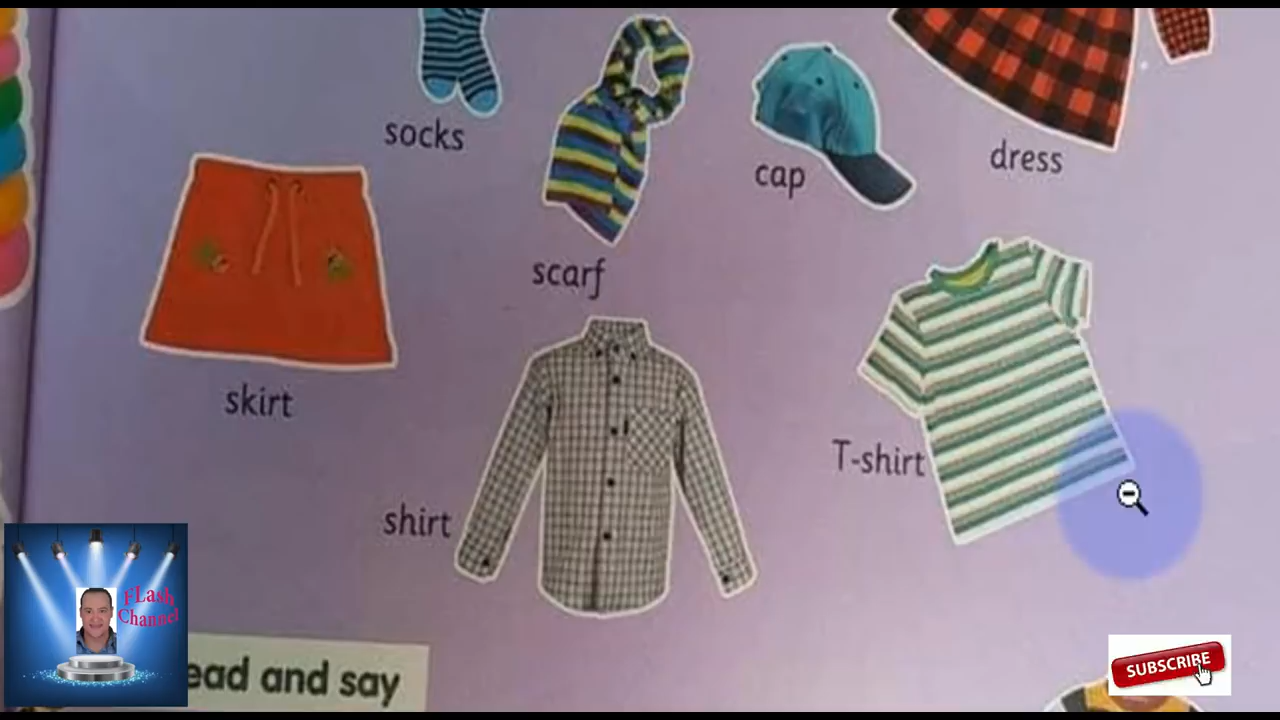 socks
cap
dress
scarf
skirt
T-shirt
shirt
FLash
Channel
ead and say
SUBSCRIBE